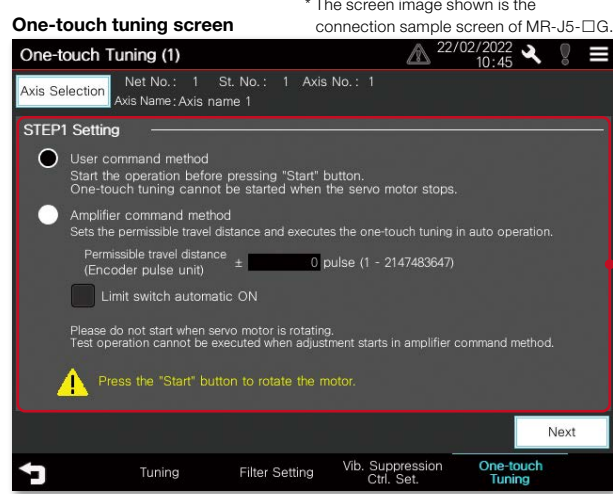 * The screen image shown is the
One-touch tuning screen
connection sample screen of MR-J5-□G.
One-touch Tuning (1)
22/02/2022
10:45
Axis Selection
Net No.: 1 St. No.: 1 Axis No.: 1
Axis Name:Axis name 1
STEP1 Setting
User command method
Start the operation before pressing "Start" button.
One-touch tuning cannot be started when the servo motor stops.
Amplifier command method
Sets the permissible travel distance and executes the one-touch tuning in auto operation.
Permissible travel distance
(Encoder pulse unit)
± 0 pulse (1 - 2147483647)
Limit switch automatic ON
Please do not start when servo motor is rotating.
Test operation cannot be executed when adjustment starts in amplifier command method.
Press the "Start" button to rotate the motor.
Next
Tuning
Filter Setting
Vib. Suppression
Ctrl. Set.
One-touch
Tuning